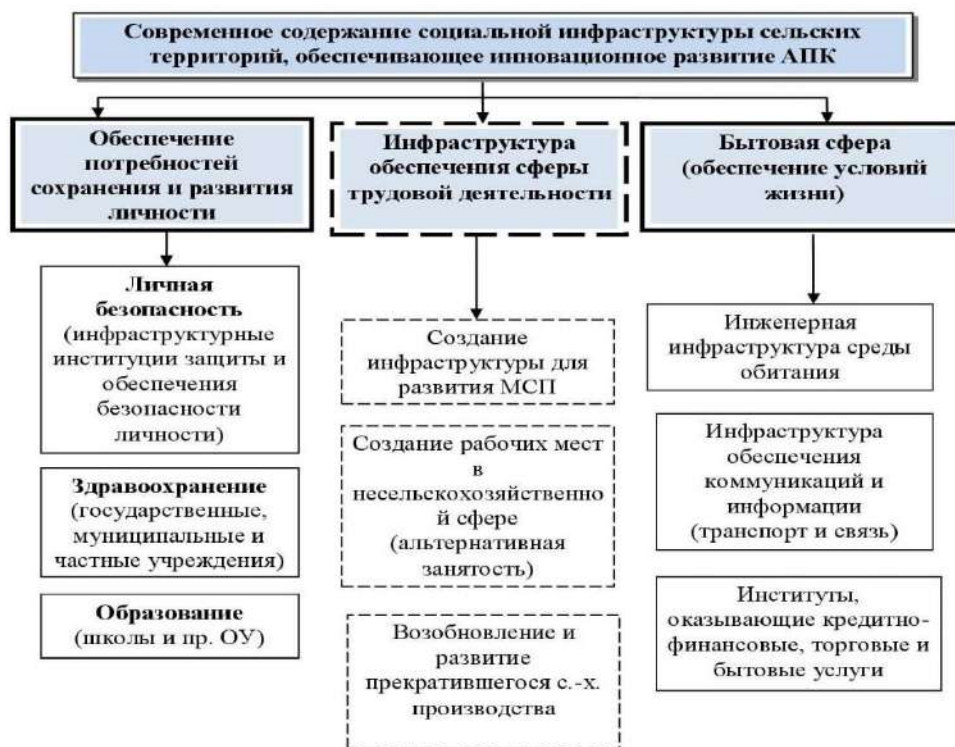 Современное содержание социальной инфраструктуры сельских
территорий, обеспечивающее инновационное развитие АПК
Обеспечение
потребностей
сохранения и развития
личности
Инфраструктура
обеспечения сферы
трудовой деятельности
Бытовая сфера
(обеспечение условий
жизни)
Личная
безопасность
(инфраструктурные
институции защиты и
обеспечения
безопасности
личности)
Здравоохранение
(государственные,
муниципальные и
частные учреждения)
Образование
(школы и пр. ОУ)
Создание
инфраструктуры для
развития МСП
Создание рабочих мест
в
несельскохозяйственно
й сфере
(альтернативная
занятость)
Возобновление и
развитие
прекратившегося с.-х.
производства
Инженерная
инфраструктура среды
обитания
Инфраструктура
обеспечения
коммуникаций и
информации
(транспорт и связь)
Институты,
оказывающие кредитно-
финансовые, торговые и
бытовые услуги